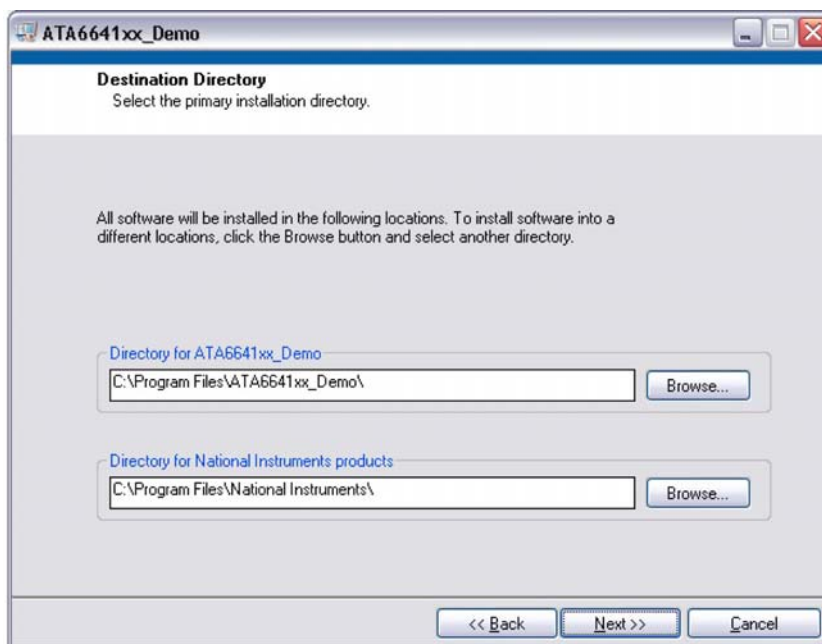 ATA6641xx_Demo
Destination Directory
Select the primary installation directory.
All software will be installed in the following locations. To install software into a
different locations, click the Browse button and select another directory.
Directory for ATA6641xx_Demo
C:\Program Files\ATA6641xx_Demo\
Browse...
Directory for National Instruments products
C:\Program Files\National Instruments\
Browse...
<< Back
Next >>
Cancel